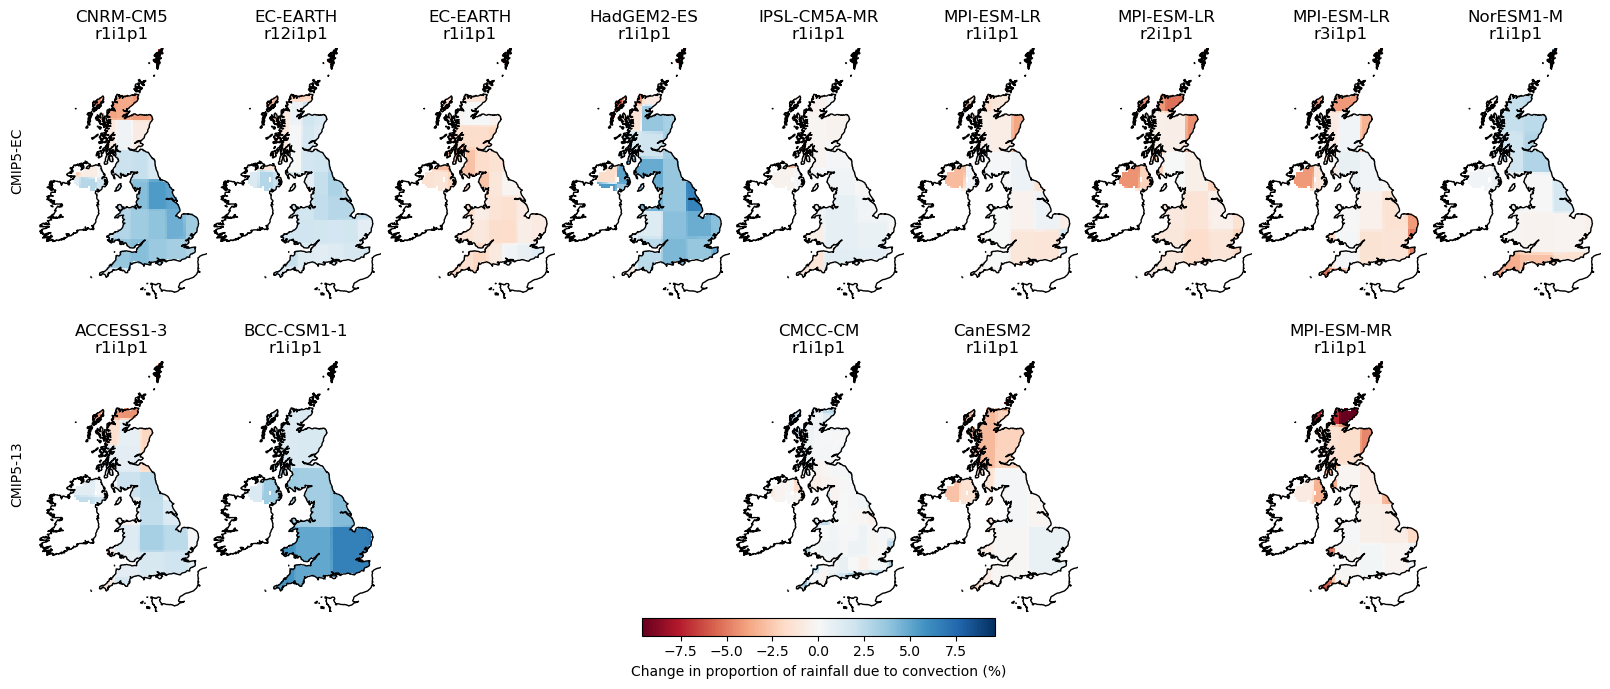 CNRM-CM5
r1i1p1
EC-EARTH
r12i1p1
EC-EARTH
r1i1p1
HadGEM2-ES
r1i1p1
IPSL-CM5A-MR
r1i1p1
MPI-ESM-LR
r1i1p1
MPI-ESM-LR
r2i1p1
MPI-ESM-LR
r3i1p1
NorESM1-M
r1i1p1
CMIP5-EC
ACCESS1-3
r1i1p1
BCC-CSM1-1
r1i1p1
CMCC-CM
r1i1p1
CanESM2
r1i1p1
MPI-ESM-MR
r1i1p1
CMIP5-13
−7.5 −5.0 −2.5 0.0 2.5 5.0 7.5
Change in proportion of rainfall due to convection (%)